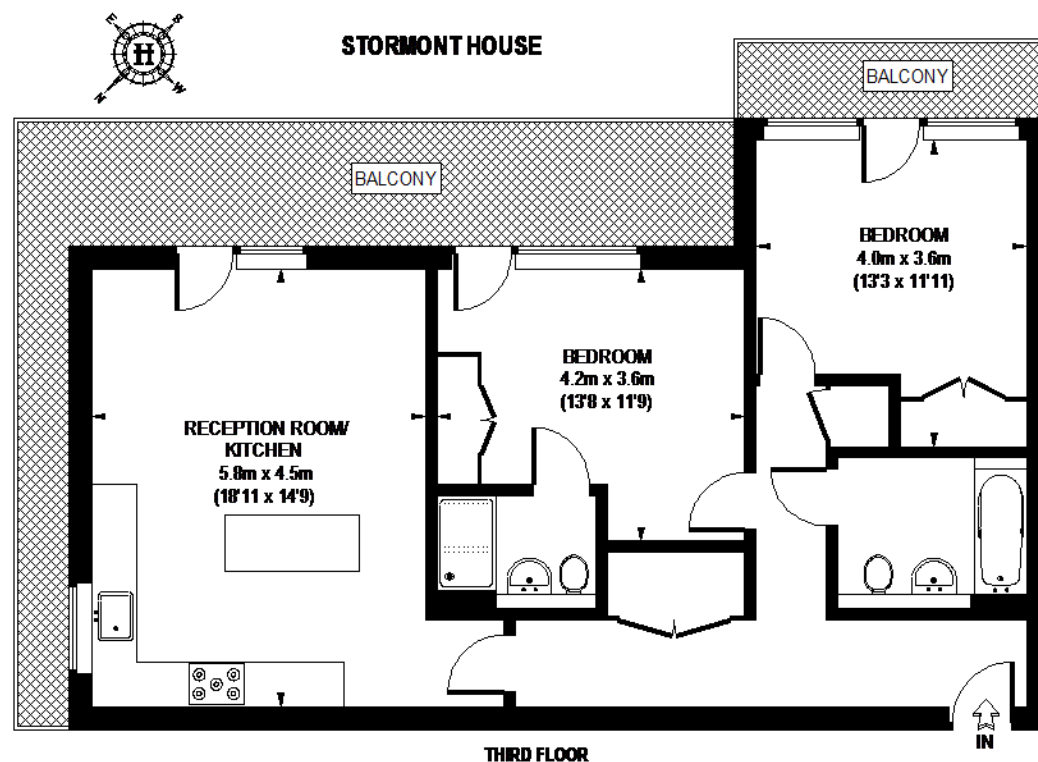 E
S
H
N
W
STORMONT HOUSE
BALCONY
BALCONY
BEDROOM
4.0m x 3.6m
(13'3 x 11'11)
BEDROOM
4.2m x 3.6m
(13'8 x 11'9)
RECEPTION ROOM/
KITCHEN
5.8m x 4.5m
(18'11 x 14'9)
IN
THIRD FLOOR